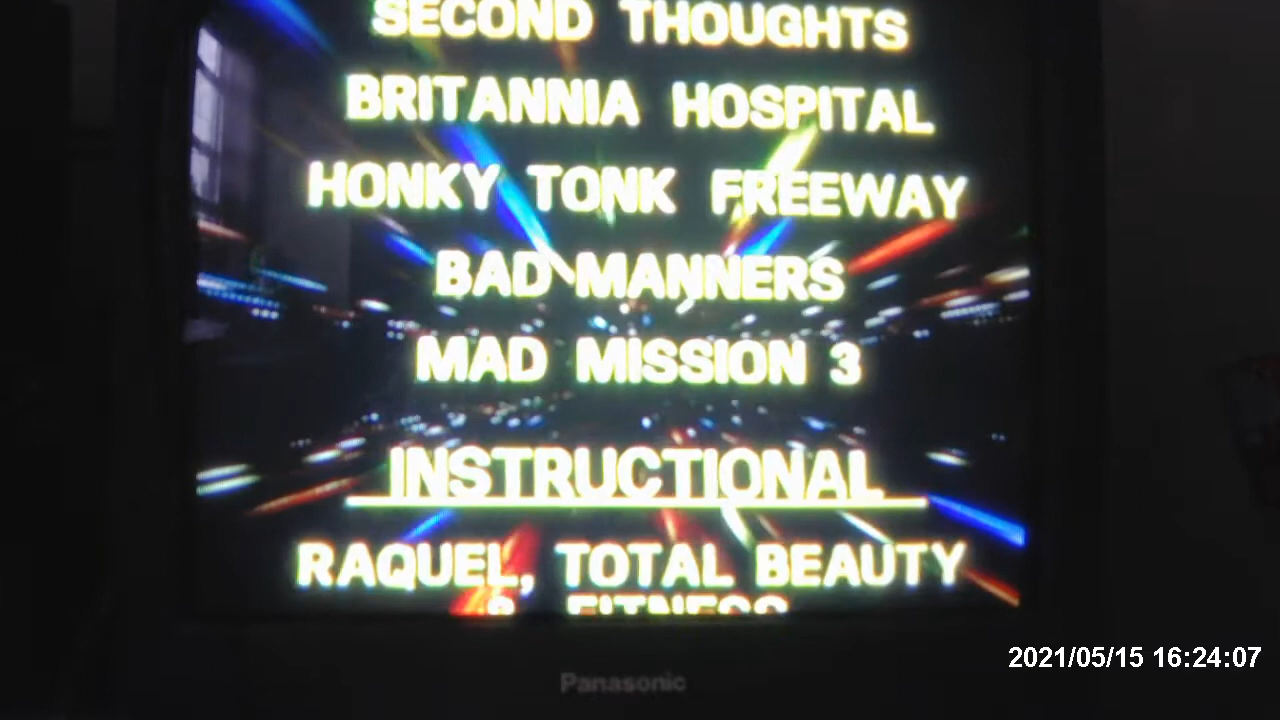 SECOND THOUGHTS
BRITANNIA HOSPITAL
HONKY TONK FREEWAY
BAD MANNERS
MAD MISSION 3
INSTRUCTIONAL
RAQUEL, TOTAL BEAUTY
& FITNESS
Panasonic
2021/05/15 16:24:07